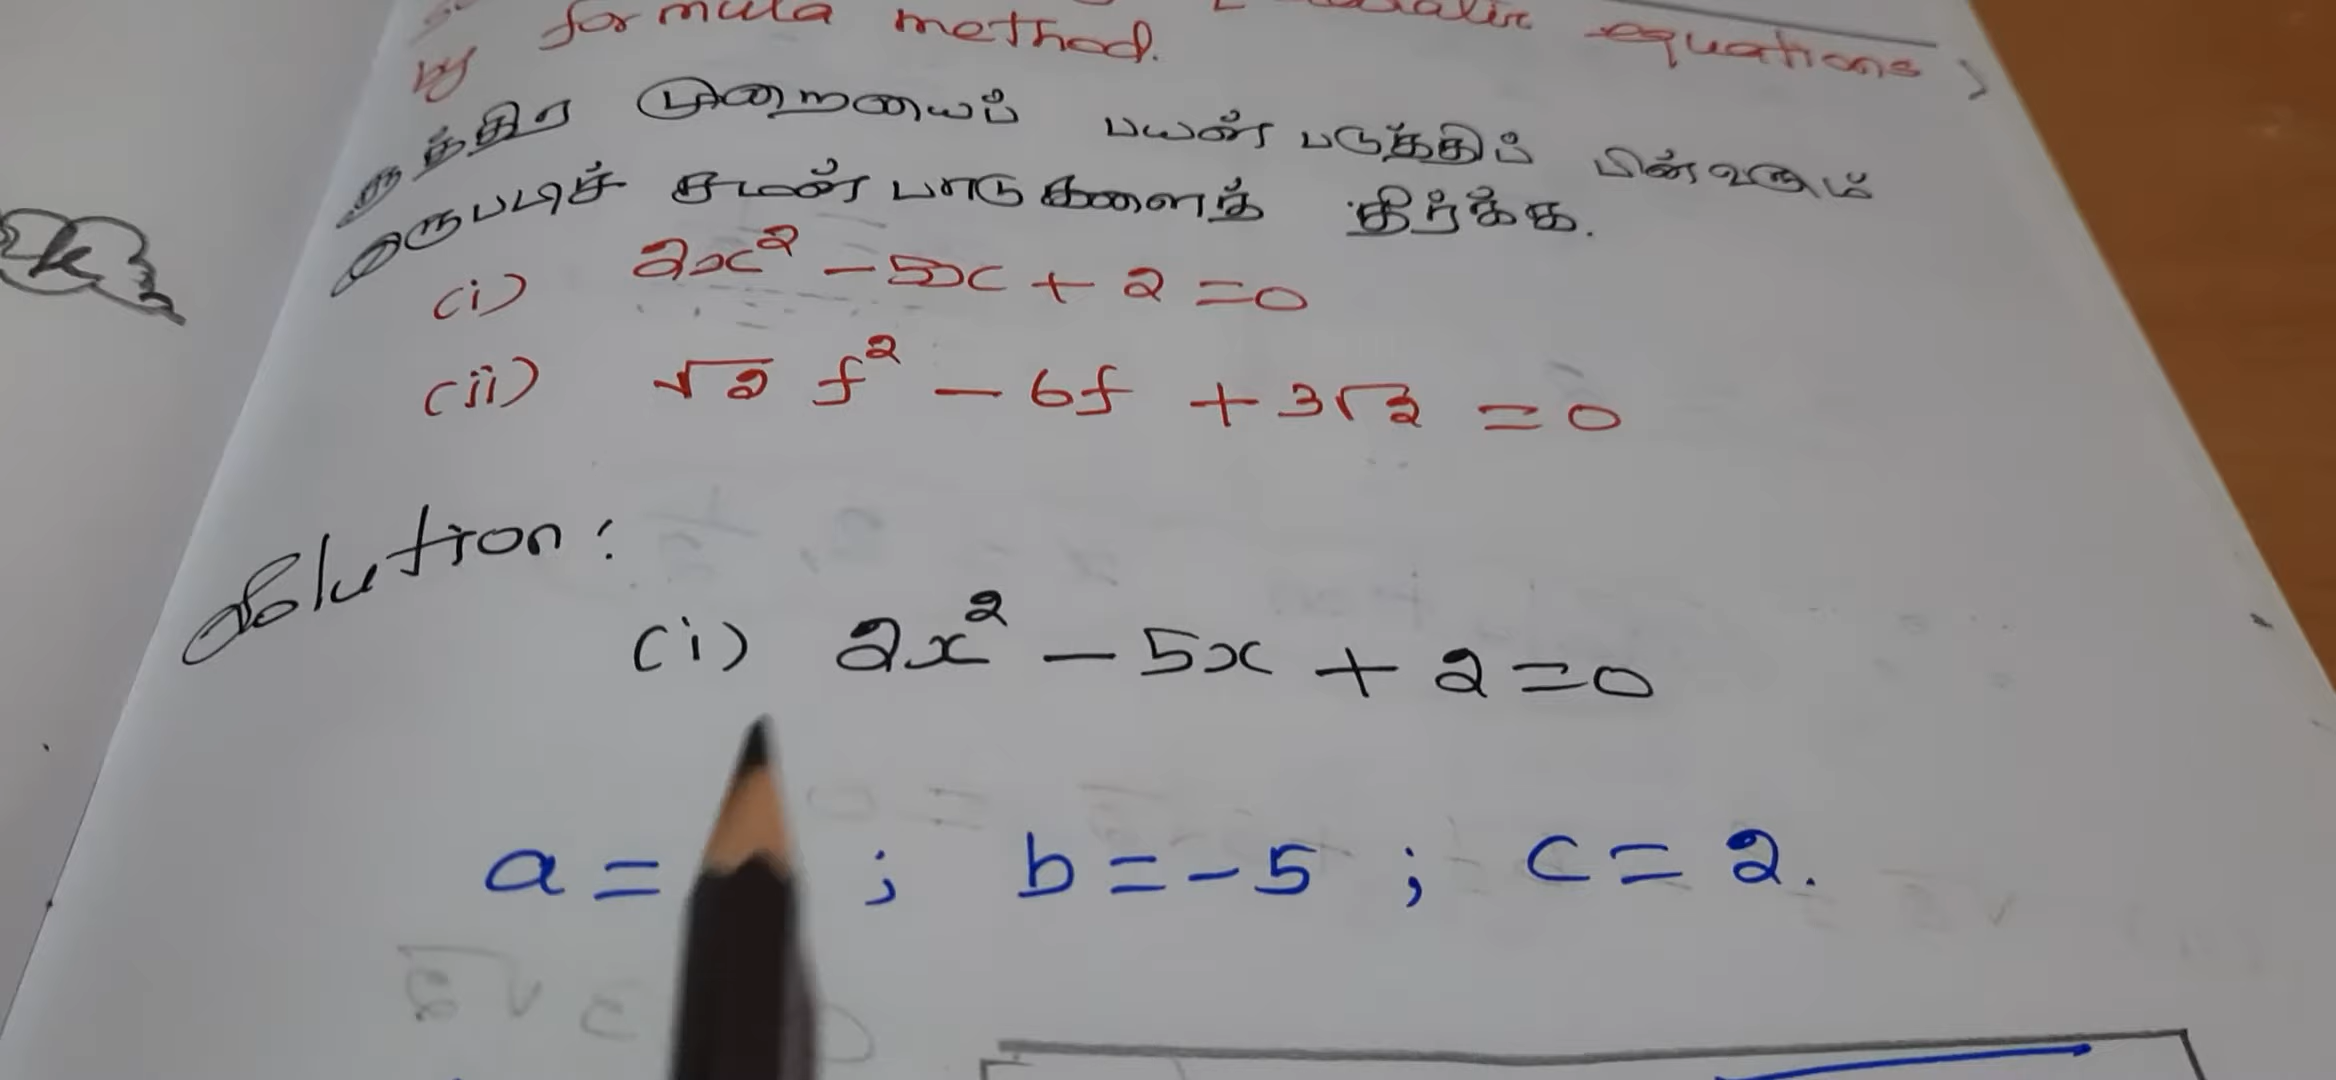 by formula method. equations>
சூத்திர முறையைப் பயன் படுத்திப் பின்வரும்
இருபடிச் சமன் பாடு களைத் தீர்க்க.
(i) 2x² - 5x + 2 = 0
(ii) √2 f² - 6f + 3√2 = 0
Solution:
(i) 2x² - 5x + 2 = 0
a = ; b = -5 ; c = 2.